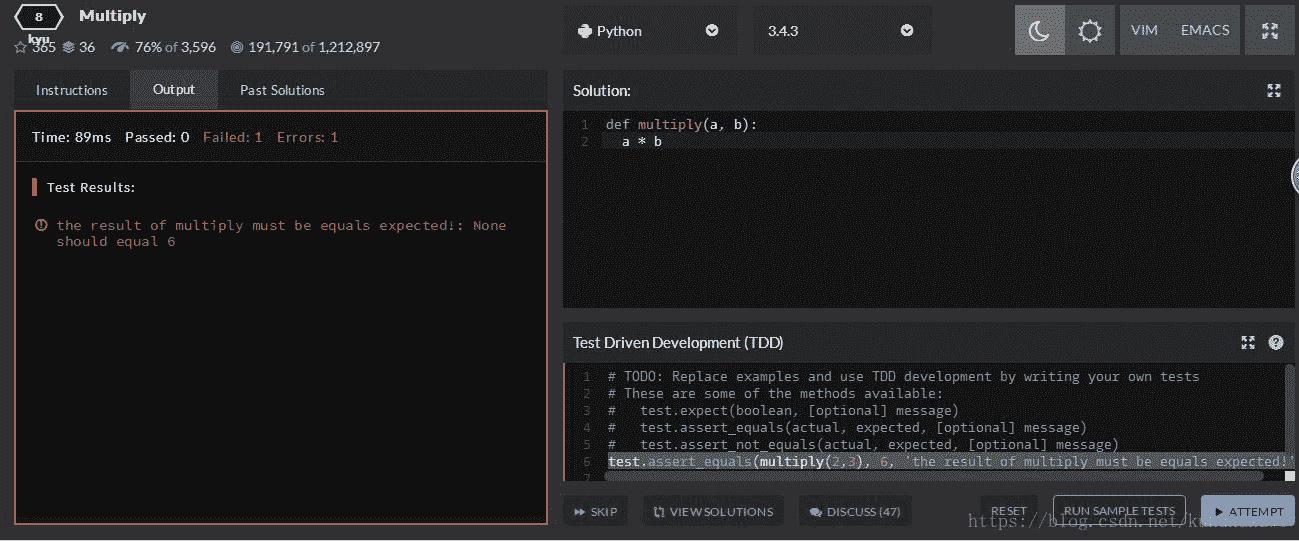 8
kyu
Multiply
365 36 76% of 3,596 191,791 of 1,212,897
Python
3.4.3
VIM
EMACS
Instructions
Output
Past Solutions
Time: 89ms Passed: 0 Failed: 1 Errors: 1
Test Results:
the result of multiply must be equals expected!: None
should equal 6
Solution:
1 def multiply(a, b):
2 a * b
Test Driven Development (TDD)
1 # TODO: Replace examples and use TDD development by writing your own tests
2 # These are some of the methods available:
3 # test.expect(boolean, [optional] message)
4 # test.assert_equals(actual, expected, [optional] message)
5 # test.assert_not_equals(actual, expected, [optional] message)
6 test.assert_equals(multiply(2,3), 6, 'the result of multiply must be equals expected!'
7
SKIP
VIEW SOLUTIONS
DISCUSS (47)
RESET
RUN SAMPLE TESTS
ATTEMPT